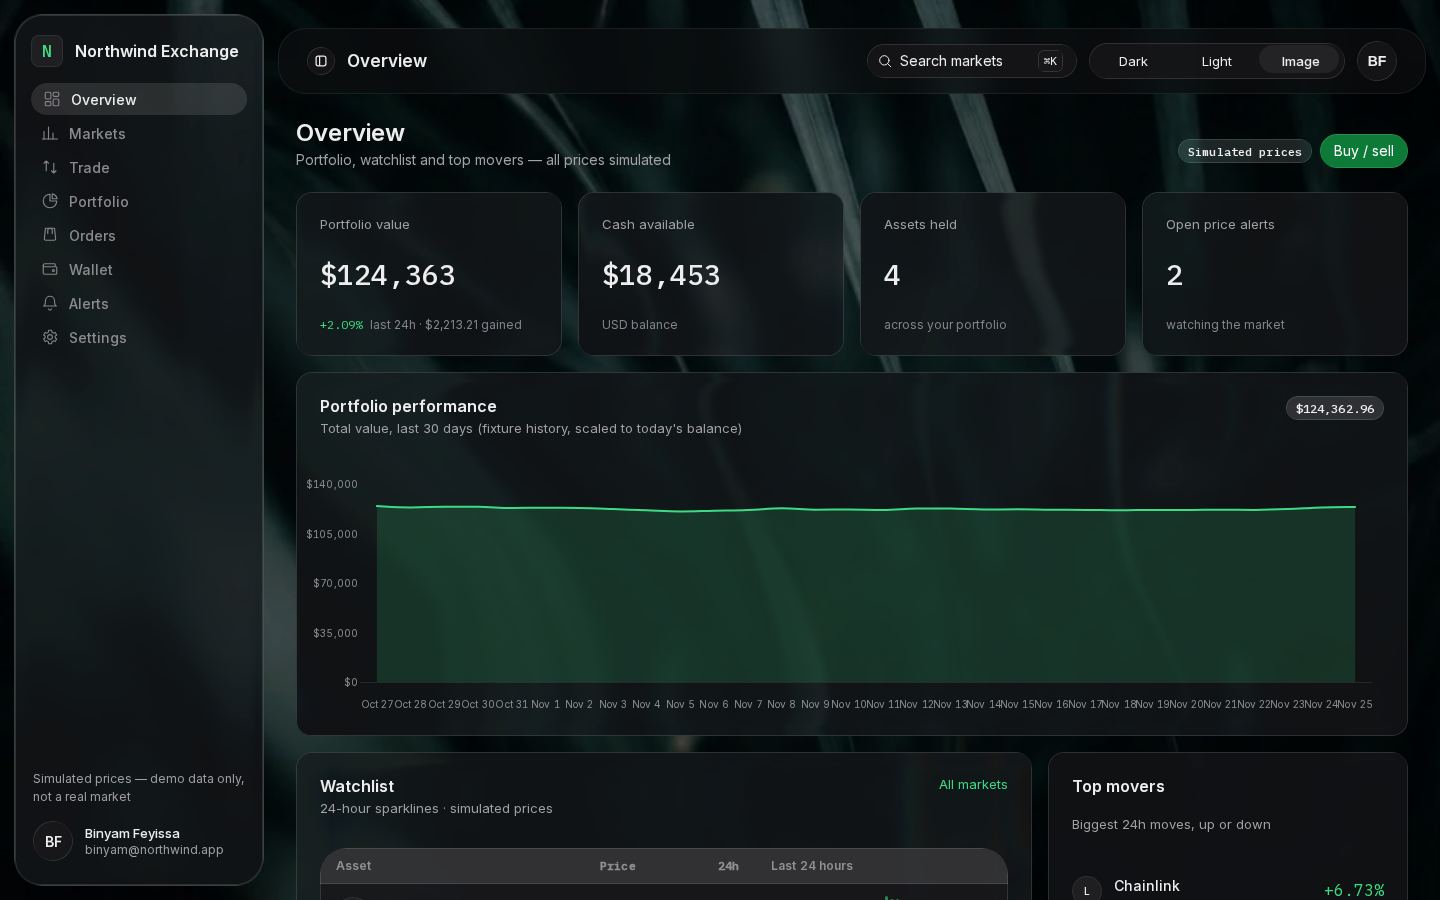 N Northwind Exchange
Overview
Markets
Trade
Portfolio
Orders
Wallet
Alerts
Settings
Simulated prices — demo data only,
not a real market
BF
Binyam Feyissa
binyam@northwind.app
Overview
Search markets ⌘K
Dark Light Image
BF
Overview
Portfolio, watchlist and top movers — all prices simulated
Simulated prices
Buy / sell
Portfolio value
$124,363
+2.09% last 24h · $2,213.21 gained
Cash available
$18,453
USD balance
Assets held
4
across your portfolio
Open price alerts
2
watching the market
Portfolio performance
Total value, last 30 days (fixture history, scaled to today's balance)
$124,362.96
$140,000
$105,000
$70,000
$35,000
$0
Oct 27 Oct 28 Oct 29 Oct 30 Oct 31 Nov 1 Nov 2 Nov 3 Nov 4 Nov 5 Nov 6 Nov 7 Nov 8 Nov 9 Nov 10 Nov 11 Nov 12 Nov 13 Nov 14 Nov 15 Nov 16 Nov 17 Nov 18 Nov 19 Nov 20 Nov 21 Nov 22 Nov 23 Nov 24 Nov 25
Watchlist
24-hour sparklines · simulated prices
All markets
Asset Price 24h Last 24 hours
Top movers
Biggest 24h moves, up or down
L
Chainlink
+6.73%